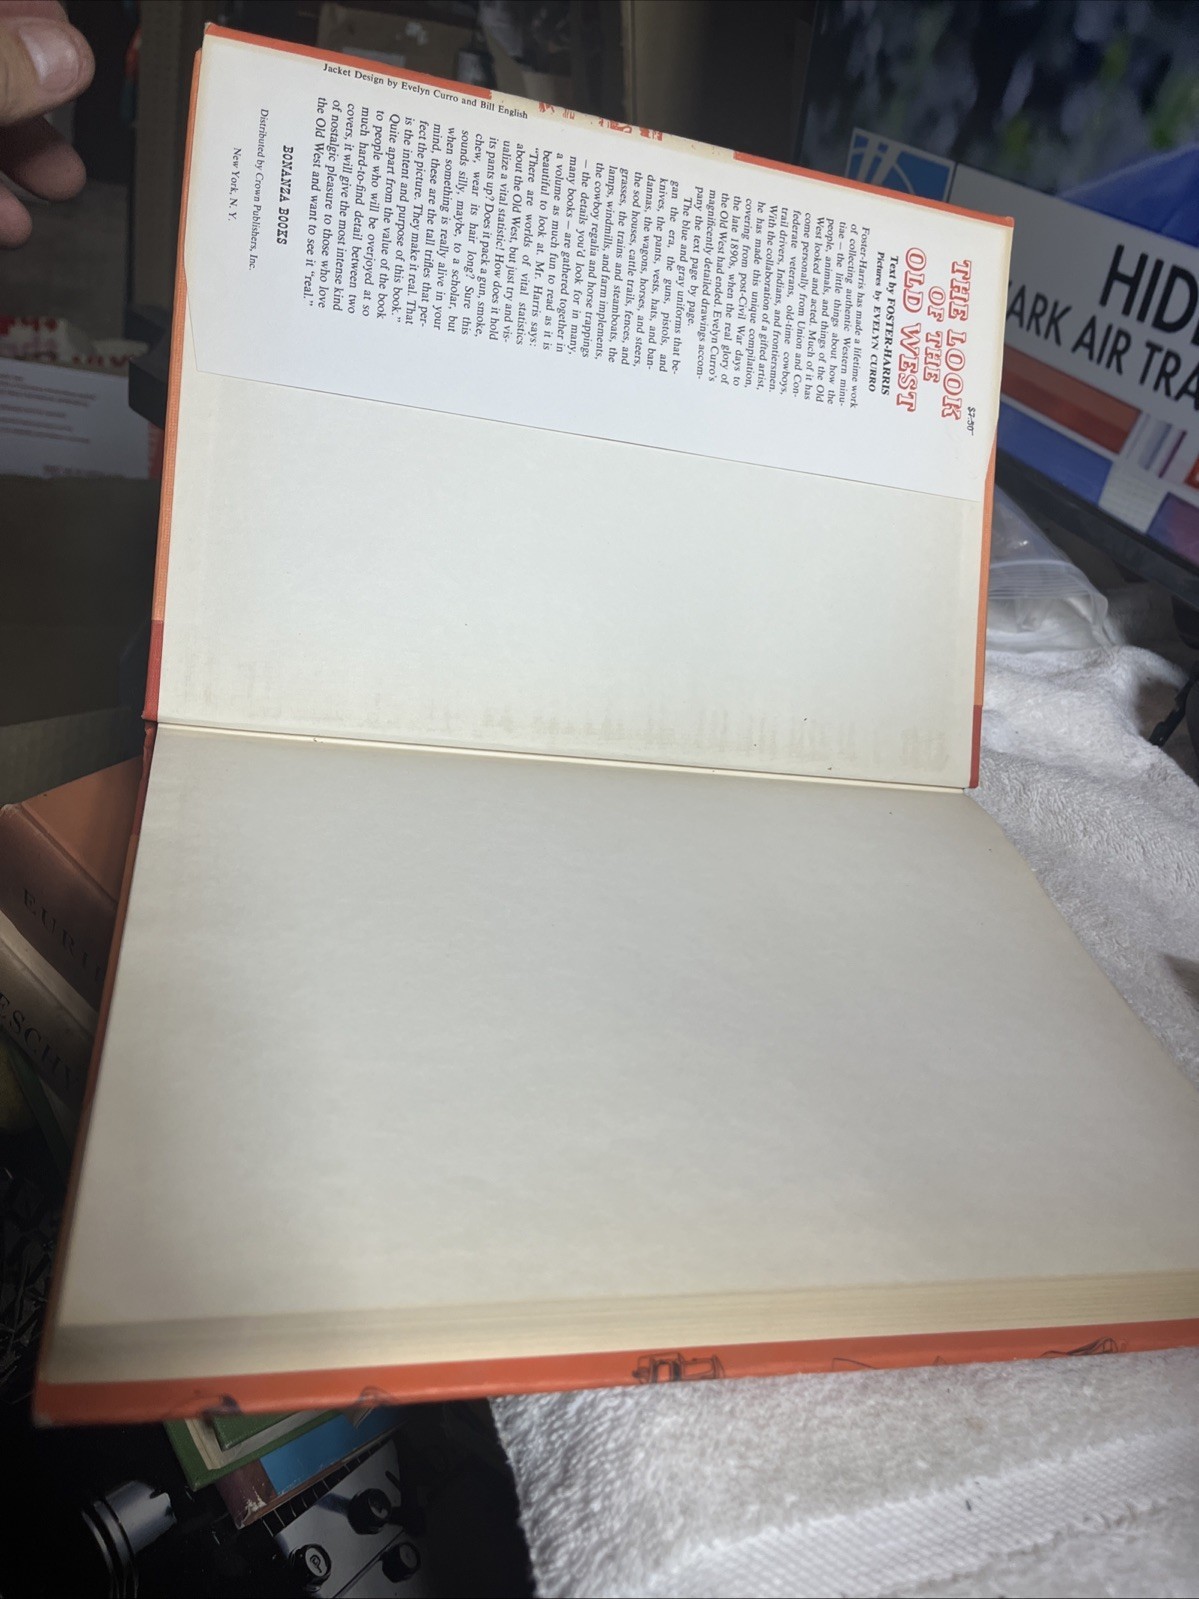 $7.50
THE LOOK
OF THE
OLD WEST
Text by FOSTER-HARRIS
Pictures by EVELYN CURRO
Foster-Harris has made a lifetime work
of collecting authentic Western minu-
tiae — the little things about how the
people, animals, and things of the Old
West looked and acted. Much of it has
come personally from Union and Con-
federate veterans, old-time cowboys,
trail drivers, Indians, and frontiersmen.
With the collaboration of a gifted artist,
he has made this unique compilation,
covering from post-Civil War days to
the late 1890s, when the real glory of
the Old West had ended. Evelyn Curro's
magnificently detailed drawings accom-
pany the text page by page.
The blue and gray uniforms that be-
gan the era, the guns, pistols, and
knives, the pants, vests, hats, and ban-
dannas, the wagons, horses, and steers,
the sod houses, cattle trails, fences, and
grasses, the trains and steamboats, the
lamps, windmills, and farm implements,
the cowboy regalia and horse trappings
— the details you'd look for in many,
many books — are gathered together in
a volume as much fun to read as it is
beautiful to look at. Mr. Harris says:
"There are worlds of vital statistics
about the Old West, but just try and vis-
ualize a vital statistic! How does it hold
its pants up? Does it pack a gun, smoke,
chew, wear its hair long? Sure this
sounds silly, maybe, to a scholar, but
when something is really alive in your
mind, these are the tall trifles that per-
fect the picture. They make it real. That
is the intent and purpose of this book."
Quite apart from the value of the book
to people who will be overjoyed at so
much hard-to-find detail between two
covers, it will give the most intense kind
of nostalgic pleasure to those who love
the Old West and want to see it "real."
Jacket Design by Evelyn Curro and Bill English
BONANZA BOOKS
Distributed by Crown Publishers, Inc.
New York, N. Y.
HID
ARK AIR TRA
EURI
ESCHY